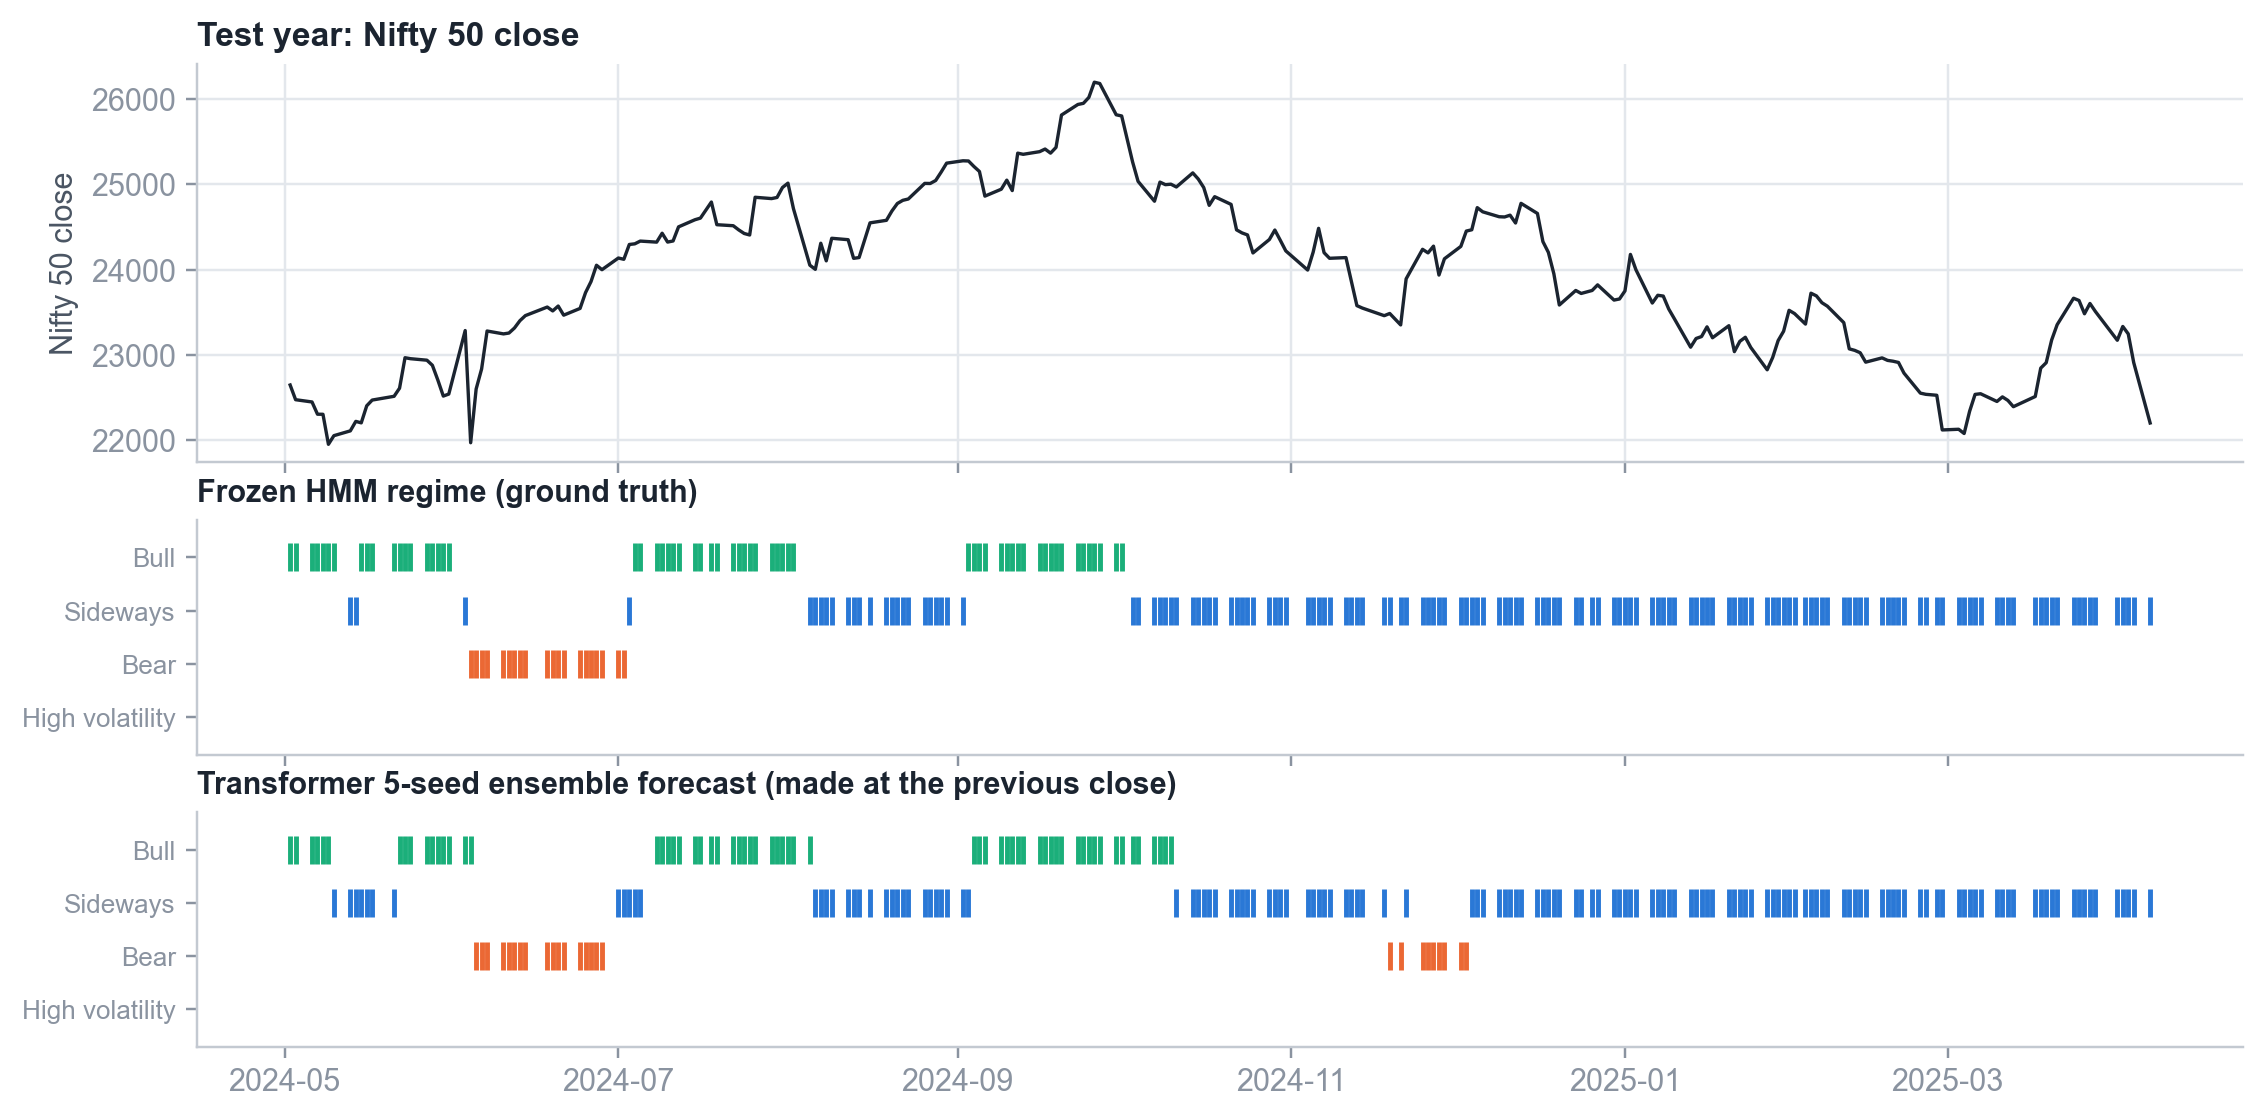 Test year: Nifty 50 close
26000
25000
24000
23000
22000
Nifty 50 close
Frozen HMM regime (ground truth)
Bull
Sideways
Bear
High volatility
Transformer 5-seed ensemble forecast (made at the previous close)
Bull
Sideways
Bear
High volatility
2024-05 2024-07 2024-09 2024-11 2025-01 2025-03